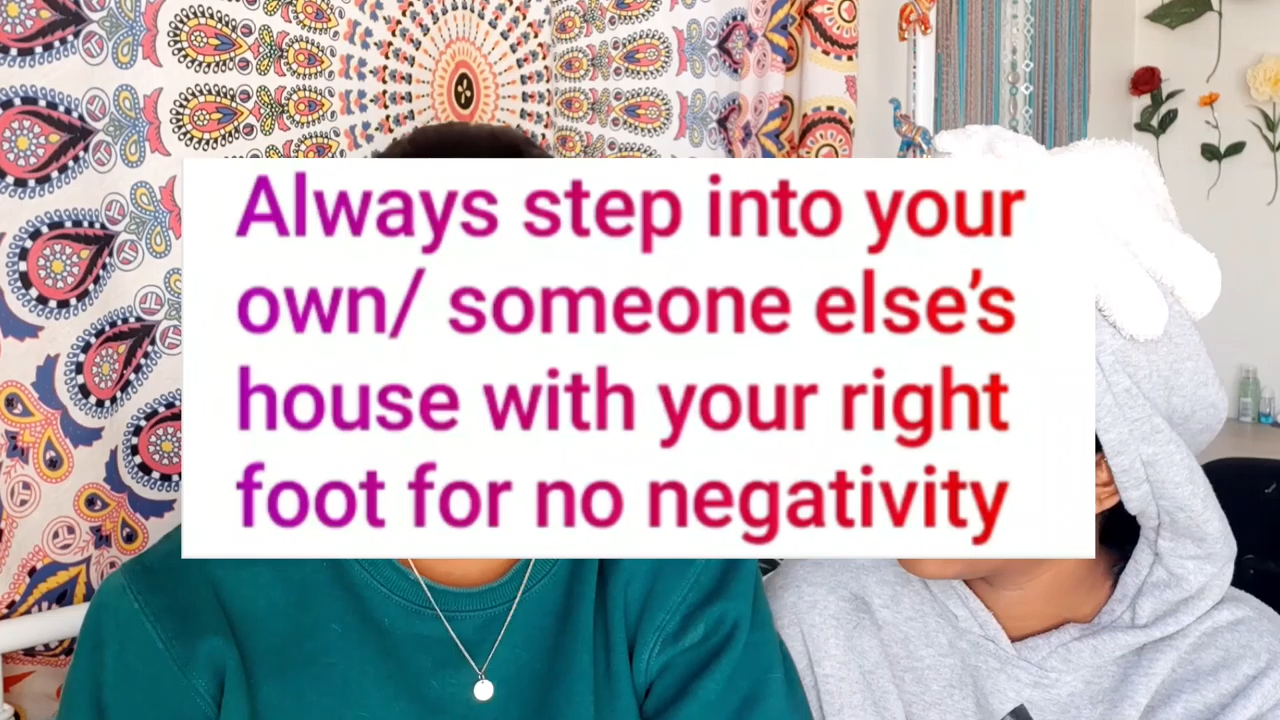 Always step into your
own/ someone else’s
house with your right
foot for no negativity